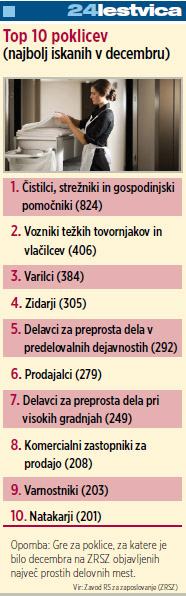 24lestvica
Top 10 poklicev
(najbolj iskanih v decembru)
1. Čistilci, strežniki in gospodinjski
pomočniki (824)
2. Vozniki težkih tovornjakov in
vlačilcev (406)
3. Varilci (384)
4. Zidarji (305)
5. Delavci za preprosta dela v
predelovalnih dejavnostih (292)
6. Prodajalci (279)
7. Delavci za preprosta dela pri
visokih gradnjah (249)
8. Komercialni zastopniki za
prodajo (208)
9. Varnostniki (203)
10. Natakarji (201)
Opomba: Gre za poklice, za katere je
bilo decembra na ZRSZ objavljenih
največ prostih delovnih mest.
Vir: Zavod RS za zaposlovanje (ZRSZ)